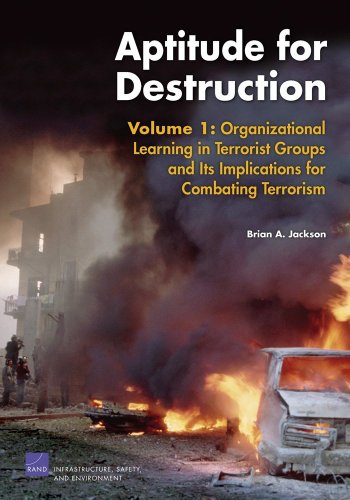 Aptitude for
Destruction
Volume 1: Organizational
Learning in Terrorist Groups
and Its Implications for
Combating Terrorism
Brian A. Jackson
RAND
INFRASTRUCTURE, SAFETY,
AND ENVIRONMENT